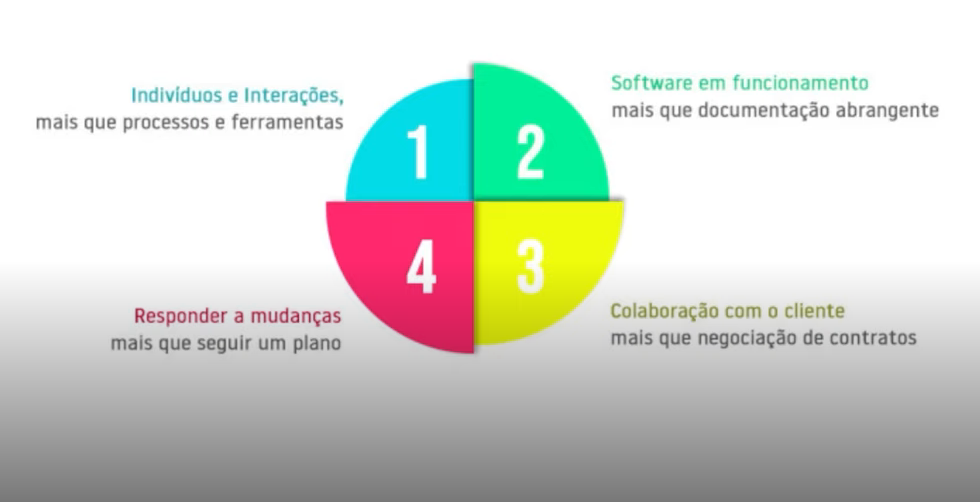 Indivíduos e Interações,
mais que processos e ferramentas
1
2
Software em funcionamento
mais que documentação abrangente
4
3
Responder a mudanças
mais que seguir um plano
Colaboração com o cliente
mais que negociação de contratos